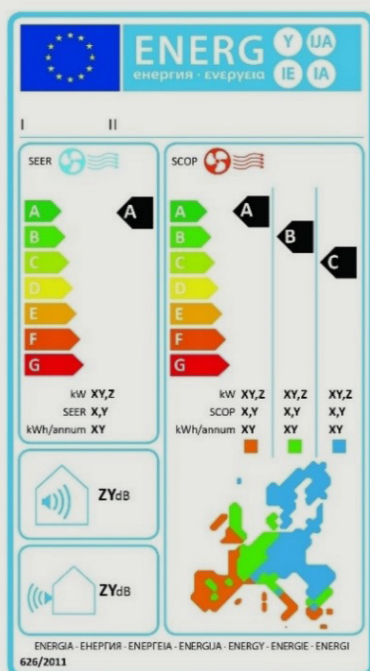 ENERG Y IJA
енергия · ενεργεια IE IA
I II
SEER
A A
B
C
D
E
F
G
kW XY,Z
SEER X,Y
kWh/annum XY
SCOP
A A
B B
C C
D
E
F
G
kW XY,Z XY,Z XY,Z
SCOP X,Y X,Y X,Y
kWh/annum XY XY XY
ZYdB
ZYdB
ENERGIA · ЕНЕРГИЯ · ΕΝΕΡΓΕΙΑ · ENERGIJA · ENERGY · ENERGIE · ENERGI
626/2011